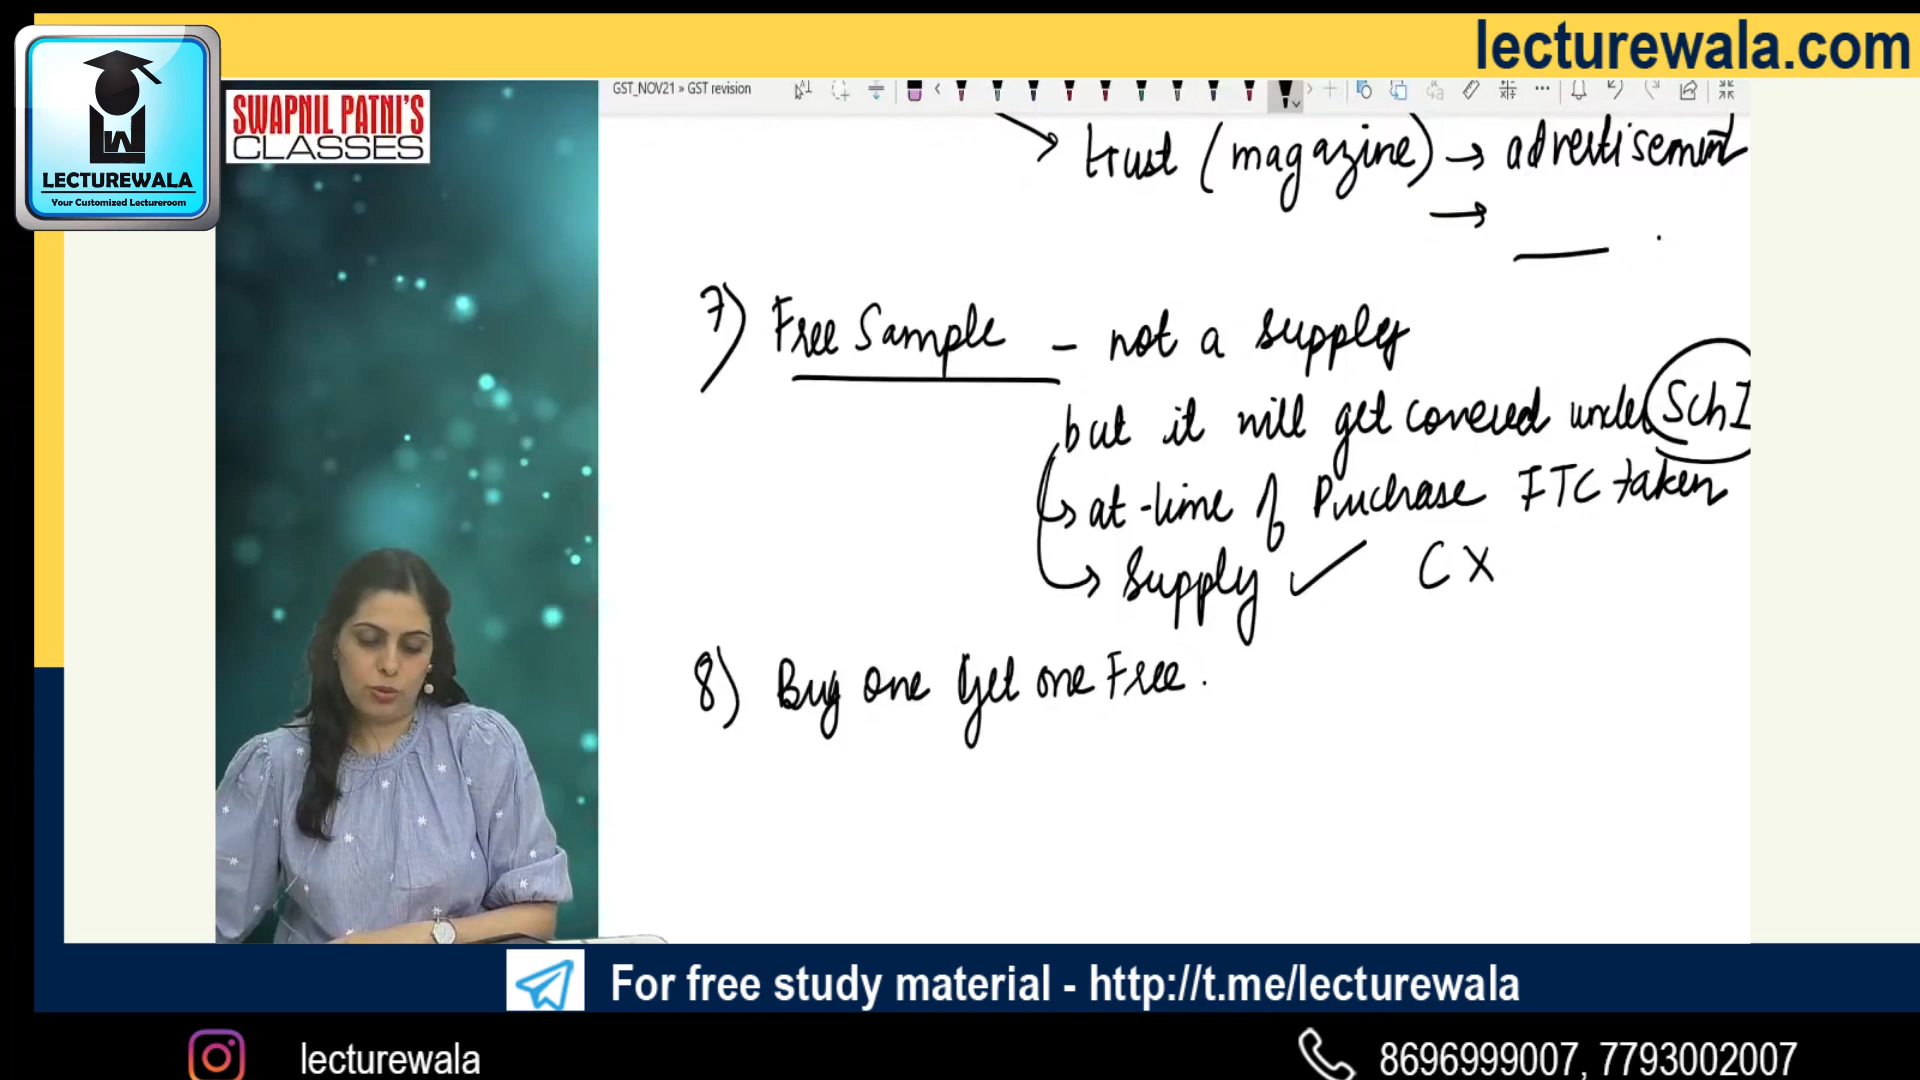 lecturewala.com
GST_NOV21 » GST revision
SWAPNIL PATNI'S
CLASSES
LW
LECTUREWALA
Your Customized Lectureroom
trust (magazine) → advertisement
→
7) Free Sample - not a supply
but it will get covered under Sch I
→ at time of Purchase ITC taken
→ Supply ✓ C X
8) Buy one Get one Free.
For free study material - http://t.me/lecturewala
lecturewala
8696999007, 7793002007